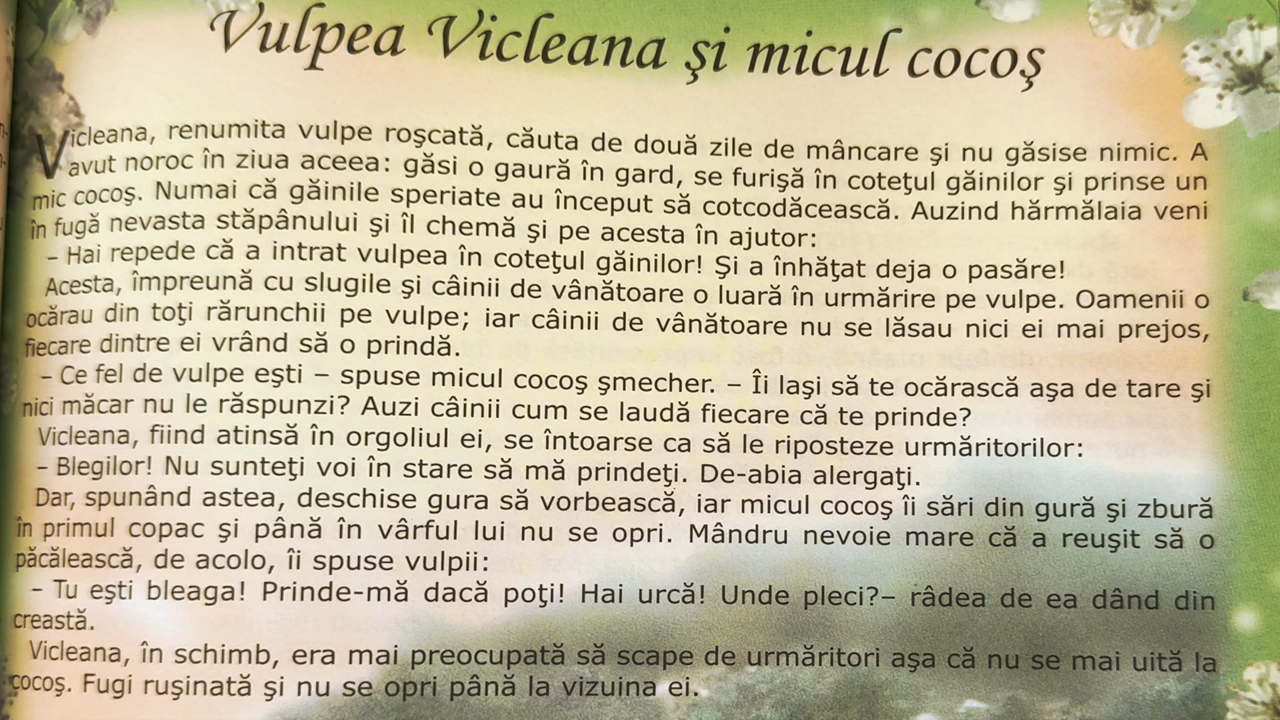 Vulpea Vicleana şi micul cocoş
Vicleana, renumita vulpe roşcată, căuta de două zile de mâncare şi nu găsise nimic. A
avut noroc în ziua aceea: găsi o gaură în gard, se furişă în coteţul găinilor şi prinse un
mic cocoş. Numai că găinile speriate au început să cotcodăcească. Auzind hărmălaia veni
în fugă nevasta stăpânului şi îl chemă şi pe acesta în ajutor:
– Hai repede că a intrat vulpea în coteţul găinilor! Şi a înhăţat deja o pasăre!
Acesta, împreună cu slugile şi câinii de vânătoare o luară în urmărire pe vulpe. Oamenii o
ocărau din toţi rărunchii pe vulpe; iar câinii de vânătoare nu se lăsau nici ei mai prejos,
fiecare dintre ei vrând să o prindă.
– Ce fel de vulpe eşti – spuse micul cocoş şmecher. – Îi laşi să te ocărască aşa de tare şi
nici măcar nu le răspunzi? Auzi câinii cum se laudă fiecare că te prinde?
Vicleana, fiind atinsă în orgoliul ei, se întoarse ca să le riposteze urmăritorilor:
– Blegilor! Nu sunteţi voi în stare să mă prindeţi. De-abia alergaţi.
Dar, spunând astea, deschise gura să vorbească, iar micul cocoş îi sări din gură şi zbură
în primul copac şi până în vârful lui nu se opri. Mândru nevoie mare că a reuşit să o
păcălească, de acolo, îi spuse vulpii:
– Tu eşti bleaga! Prinde-mă dacă poţi! Hai urcă! Unde pleci?– râdea de ea dând din
creastă.
Vicleana, în schimb, era mai preocupată să scape de urmăritori aşa că nu se mai uită la
cocoş. Fugi ruşinată şi nu se opri până la vizuina ei.